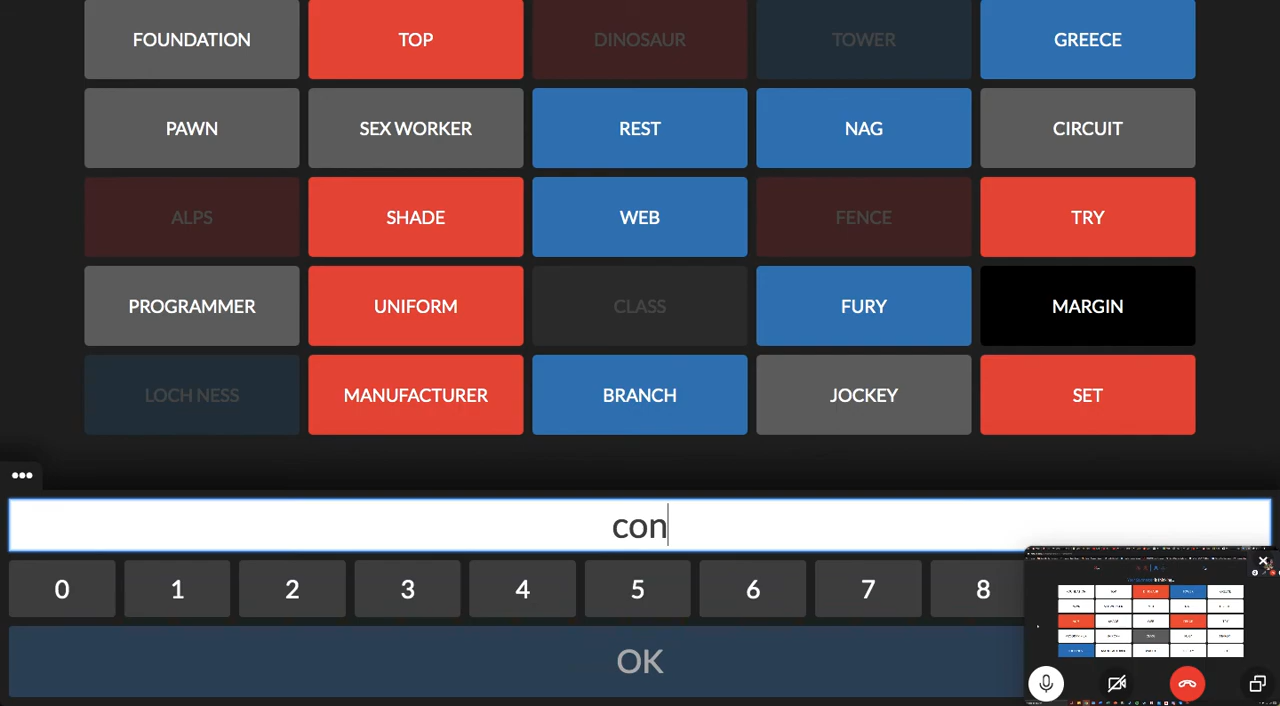 FOUNDATION TOP DINOSAUR TOWER GREECE
PAWN SEX WORKER REST NAG CIRCUIT
ALPS SHADE WEB FENCE TRY
PROGRAMMER UNIFORM CLASS FURY MARGIN
LOCH NESS MANUFACTURER BRANCH JOCKEY SET
con
0 1 2 3 4 5 6 7 8
OK